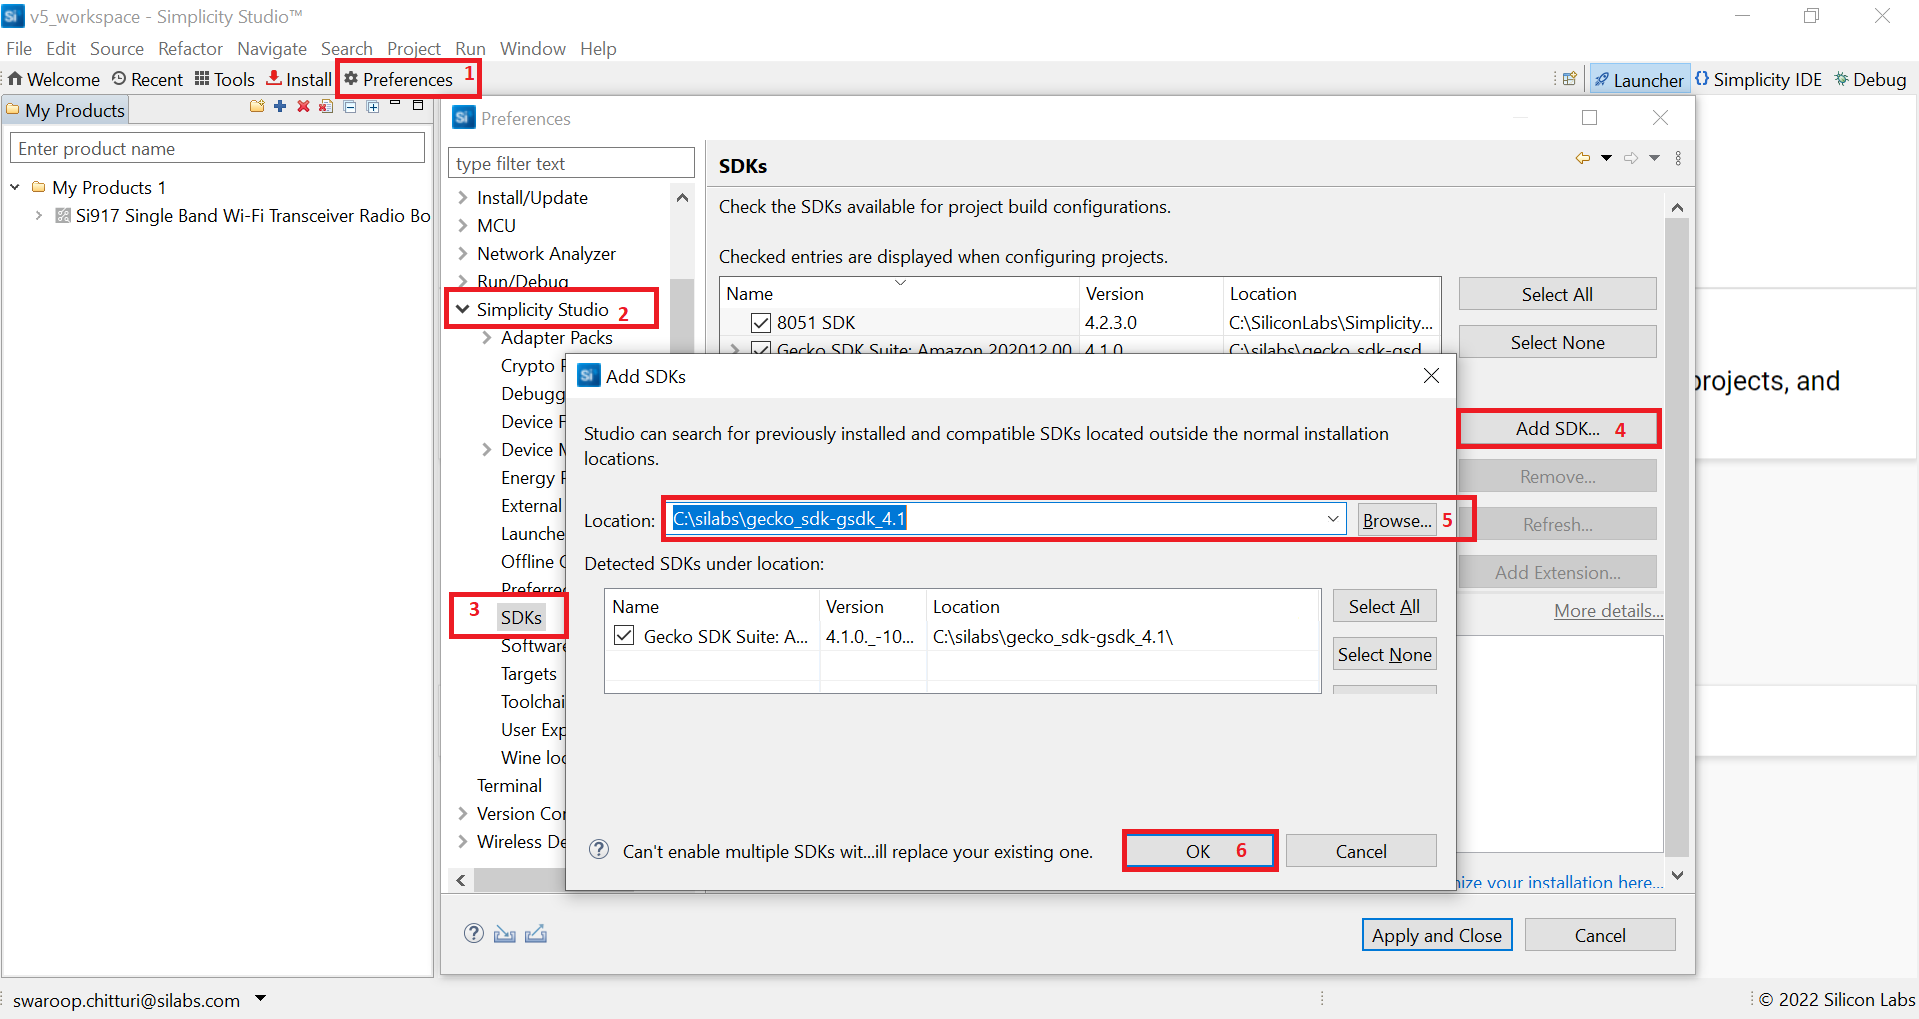 v5_workspace - Simplicity Studio™
File Edit Source Refactor Navigate Search Project Run Window Help
Welcome Recent Tools Install Preferences 1 Launcher Simplicity IDE Debug
My Products
Enter product name
My Products 1
Si917 Single Band Wi-Fi Transceiver Radio Bo
Preferences
type filter text
Install/Update
MCU
Network Analyzer
Run/Debug
Simplicity Studio 2
Adapter Packs
Crypto P
Debugg
Device F
Device M
Energy P
External
Launche
Offline
Preferre
3 SDKs
Software
Targets
Toolchai
User Exp
Wine loc
Terminal
Version Con
Wireless De
SDKs
Check the SDKs available for project build configurations.
Checked entries are displayed when configuring projects.
Name Version Location
8051 SDK 4.2.3.0 C:\SiliconLabs\Simplicity...
Gecko SDK Suite: Amazon 202012.00 4.1.0 C:\silabs\gecko_sdk-gsd
Select All
Select None
Add SDK... 4
Remove...
Refresh...
Add Extension...
More details...
projects, and
Add SDKs
Studio can search for previously installed and compatible SDKs located outside the normal installation
locations.
Location: C:\silabs\gecko_sdk-gsdk_4.1 Browse... 5
Detected SDKs under location:
Name Version Location
Gecko SDK Suite: A... 4.1.0._-10... C:\silabs\gecko_sdk-gsdk_4.1\
Select All
Select None
Can't enable multiple SDKs wit...ill replace your existing one.
OK 6 Cancel
nize your installation here...
Apply and Close Cancel
swaroop.chitturi@silabs.com © 2022 Silicon Labs